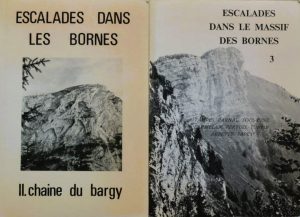 ESCALADES DANS
LES BORNES
II.chaine du bargy
ESCALADES
DANS LE MASSIF
DES BORNES
3